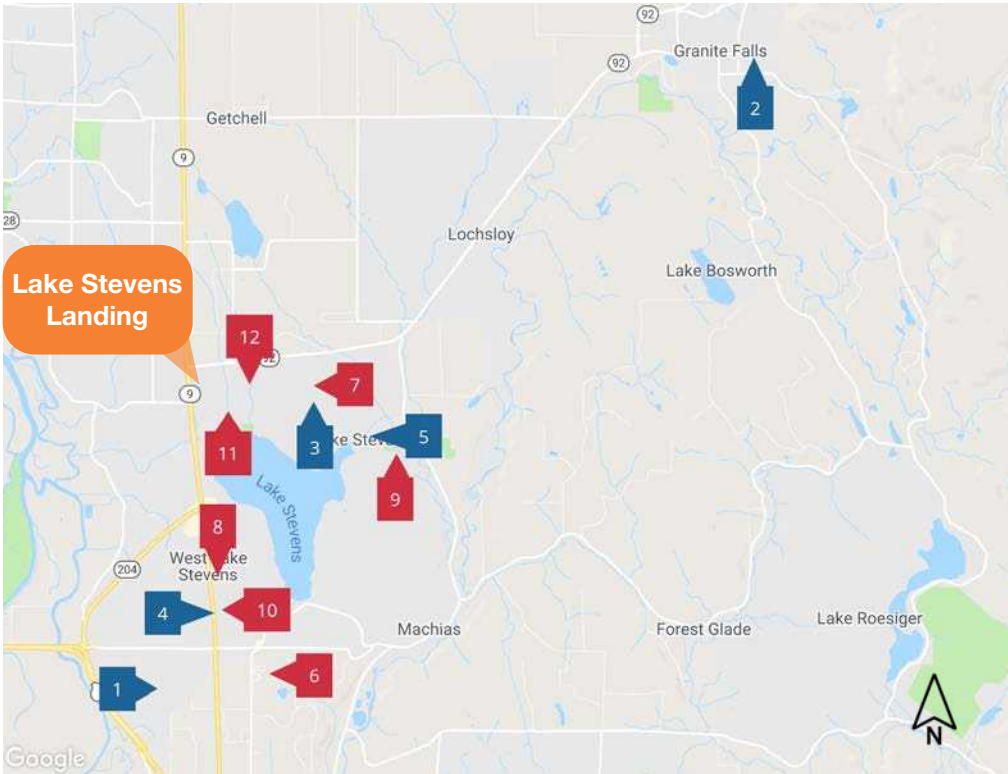 92
Granite Falls
92
2
Getchell
9
28
Lochsloy
Lake Bosworth
Lake Stevens
Landing
12
92
7
9
5
ke Stev
3
11
9
Lake Stevens
8
West Lake
Stevens
204
4
10
Machias
Forest Glade
Lake Roesiger
6
1
N
Google